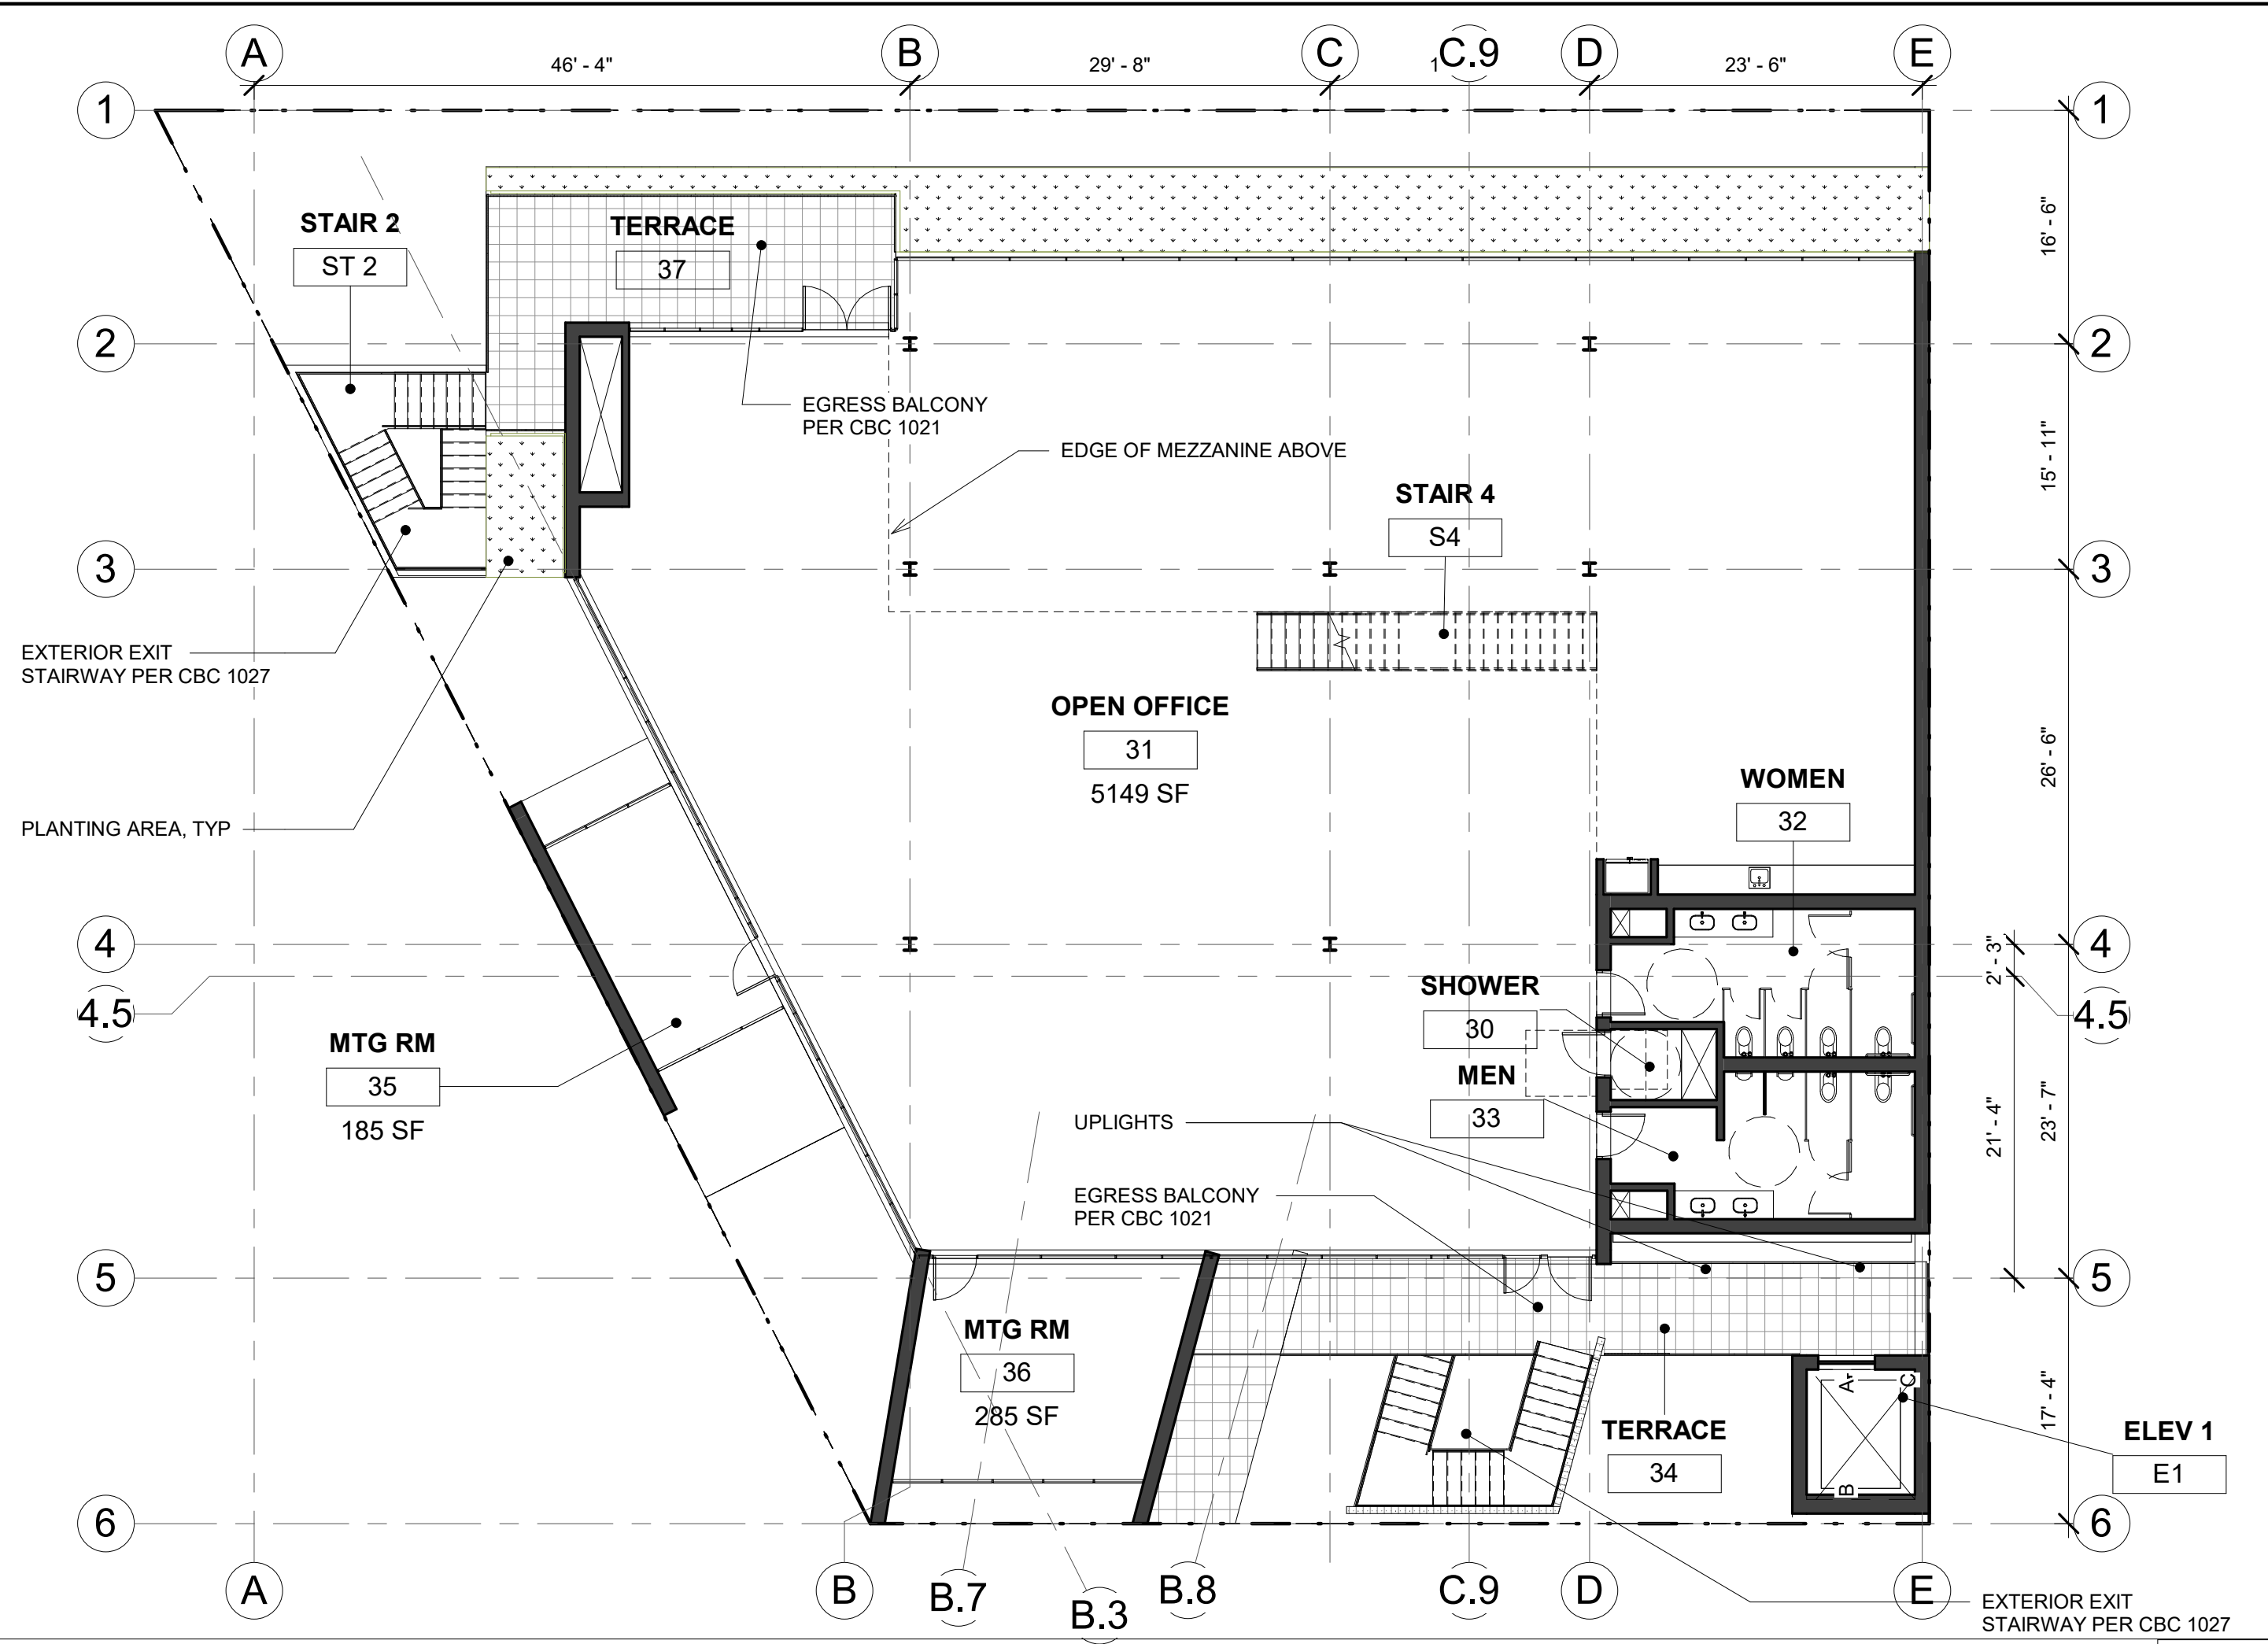 A
B
C
C.9
D
E
46' - 4"
29' - 8"
1
23' - 6"
1
1
16' - 6"
STAIR 2
ST 2
TERRACE
37
2
2
EGRESS BALCONY
PER CBC 1021
EDGE OF MEZZANINE ABOVE
15' - 11"
STAIR 4
S4
3
3
EXTERIOR EXIT
STAIRWAY PER CBC 1027
OPEN OFFICE
31
5149 SF
26' - 6"
WOMEN
32
PLANTING AREA, TYP
4
4
2' - 3"
4.5
4.5
SHOWER
30
MTG RM
35
185 SF
MEN
33
UPLIGHTS
21' - 4"
23' - 7"
EGRESS BALCONY
PER CBC 1021
5
5
MTG RM
36
285 SF
A
C
B
17' - 4"
TERRACE
34
ELEV 1
E1
6
6
A
B
B.7
B.3
B.8
C.9
D
E
EXTERIOR EXIT
STAIRWAY PER CBC 1027